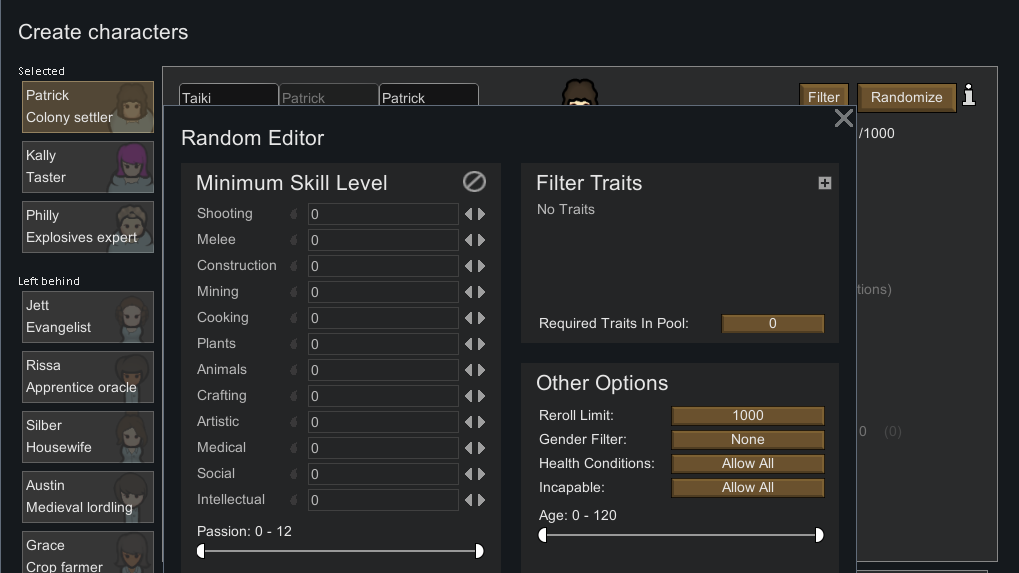 Create characters
Selected
Patrick
Colony settler
Kally
Taster
Philly
Explosives expert
Left behind
Jett
Evangelist
Rissa
Apprentice oracle
Silber
Housewife
Austin
Medieval lordling
Grace
Crop farmer
Taiki
Patrick
Patrick
Filter
Randomize
/1000
tions)
0 (0)
Random Editor
Minimum Skill Level
Shooting 0
Melee 0
Construction 0
Mining 0
Cooking 0
Plants 0
Animals 0
Crafting 0
Artistic 0
Medical 0
Social 0
Intellectual 0
Passion: 0 - 12
Filter Traits
No Traits
Required Traits In Pool: 0
Other Options
Reroll Limit: 1000
Gender Filter: None
Health Conditions: Allow All
Incapable: Allow All
Age: 0 - 120